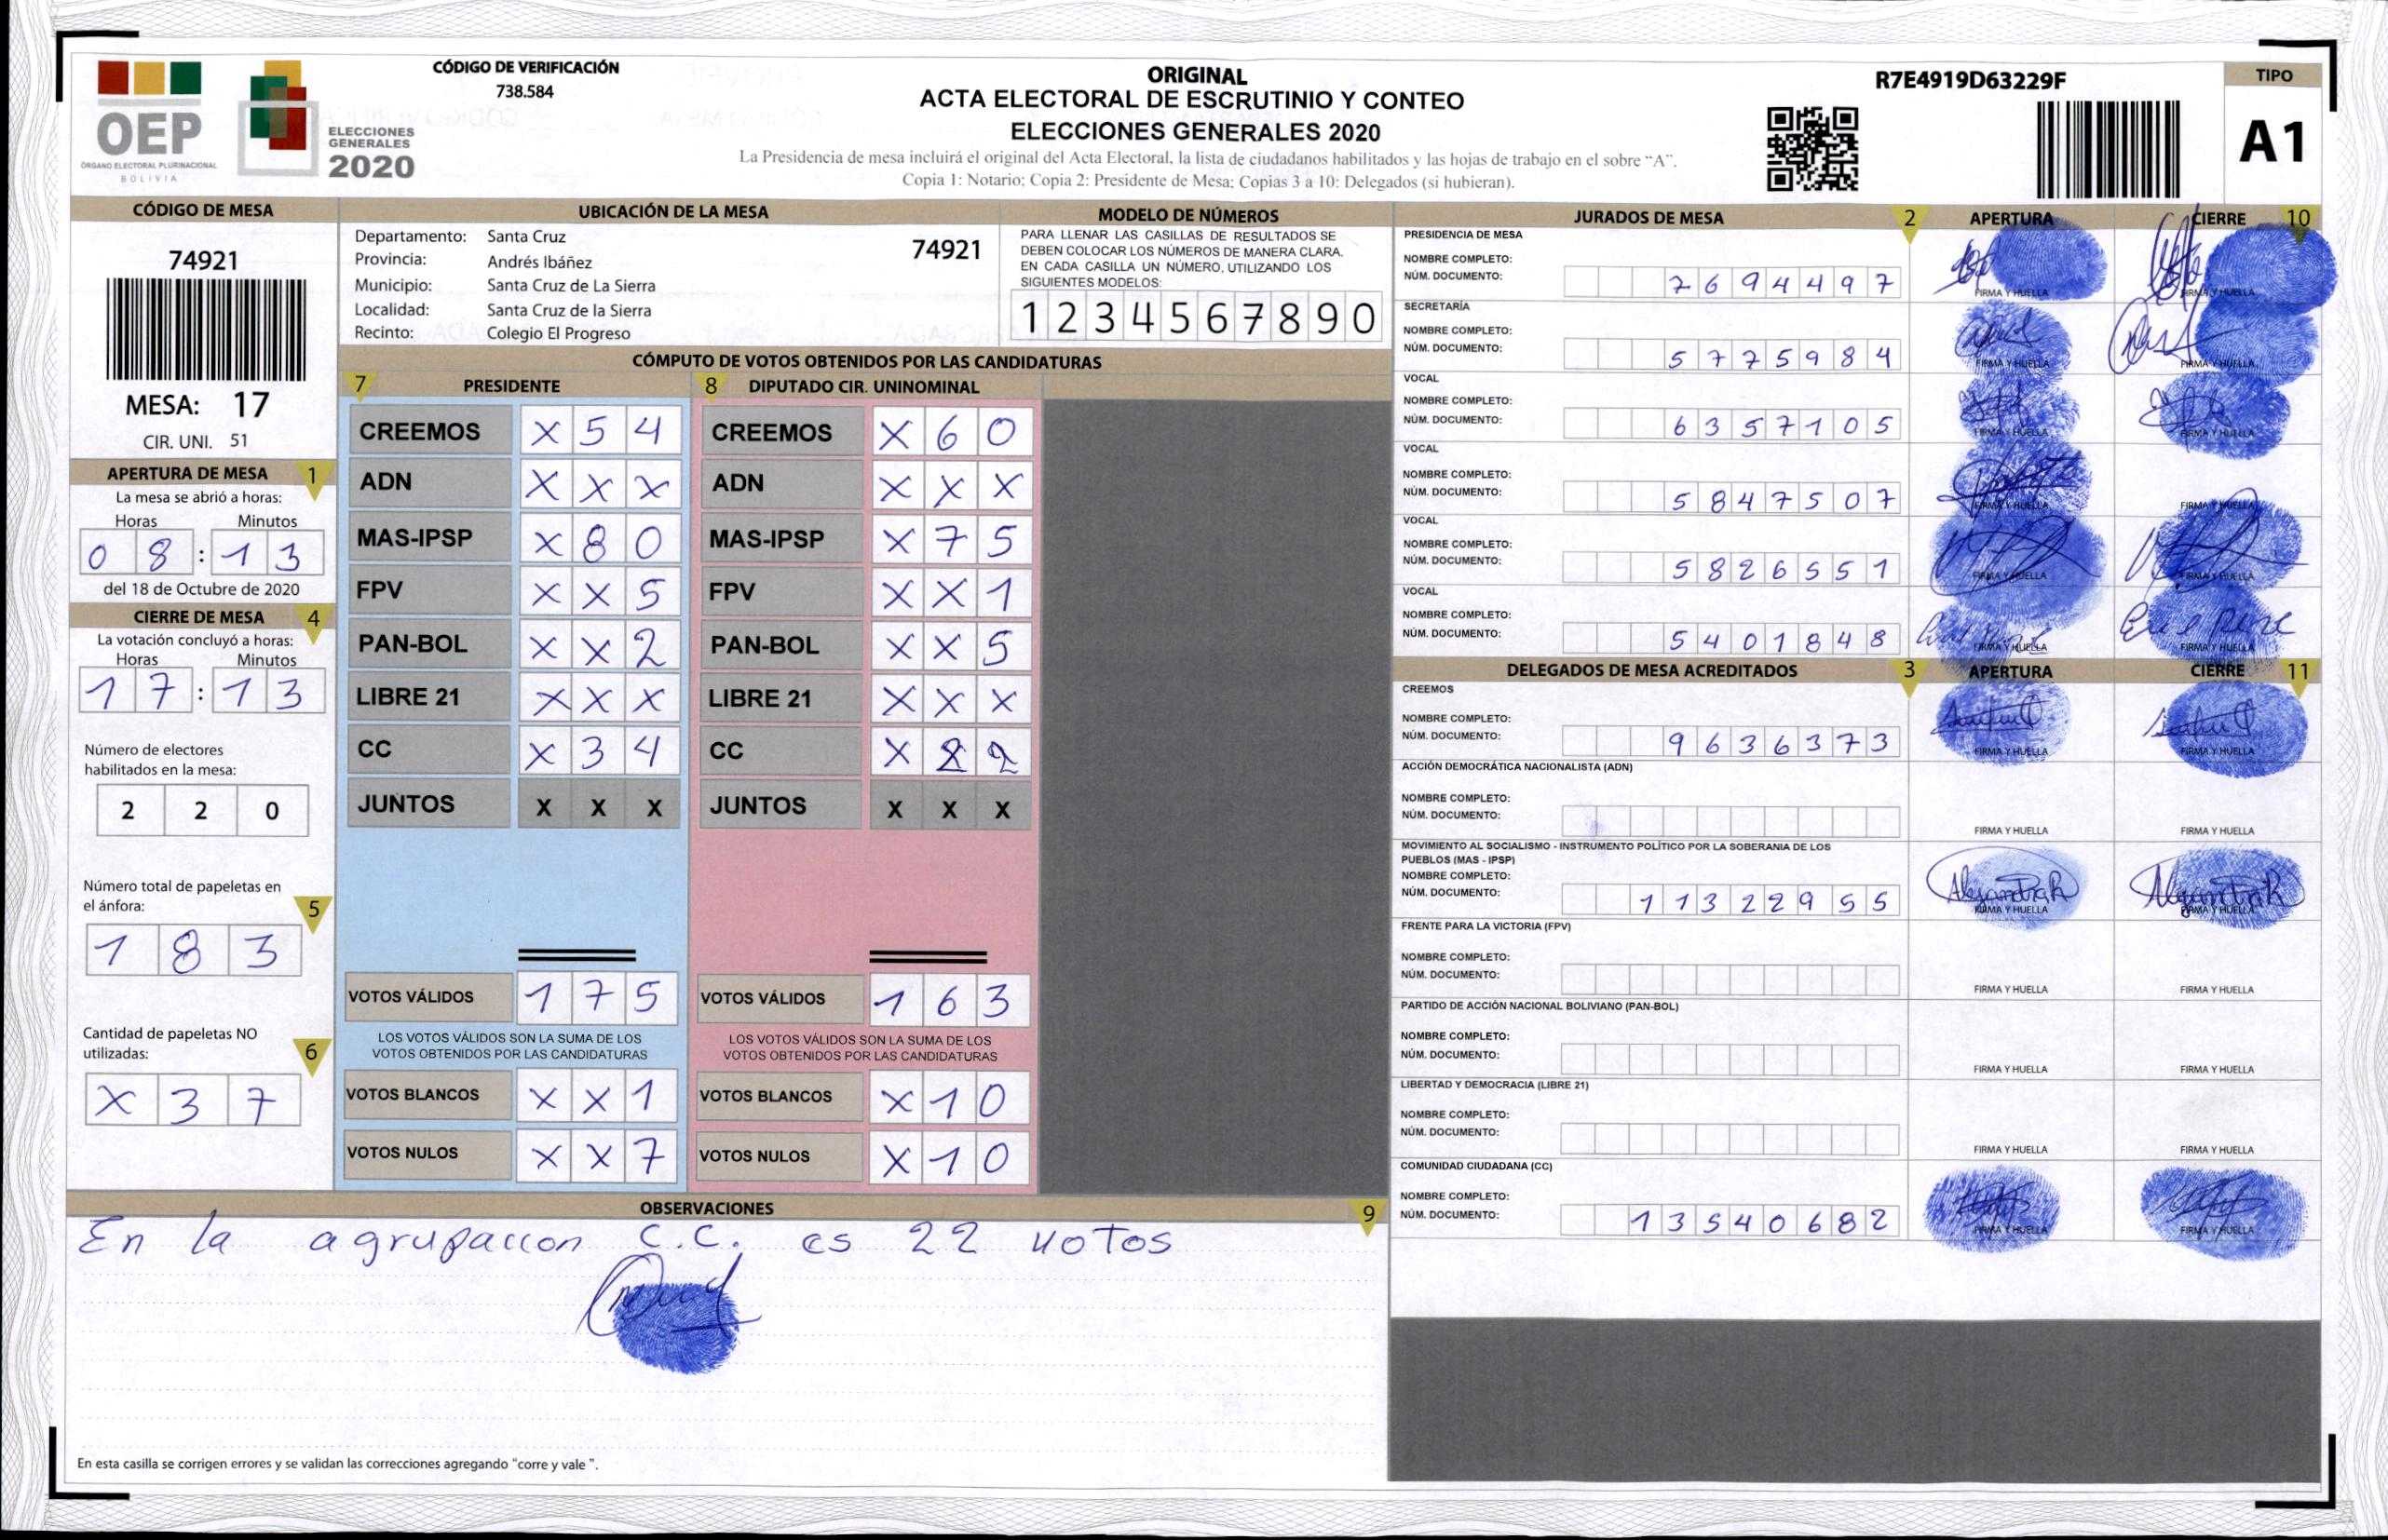 OEP
ÓRGANO ELECTORAL PLURINACIONAL
BOLIVIA
ELECCIONES
GENERALES
2020
CÓDIGO DE VERIFICACIÓN
738.584
ORIGINAL
ACTA ELECTORAL DE ESCRUTINIO Y CONTEO
ELECCIONES GENERALES 2020
La Presidencia de mesa incluirá el original del Acta Electoral, la lista de ciudadanos habilitados y las hojas de trabajo en el sobre “A”.
Copia 1: Notario; Copia 2: Presidente de Mesa; Copias 3 a 10: Delegados (si hubieran).
R7E4919D63229F
TIPO
A1
CÓDIGO DE MESA
74921
MESA: 17
CIR. UNI. 51
APERTURA DE MESA 1
La mesa se abrió a horas:
Horas Minutos
0 8 : 1 3
del 18 de Octubre de 2020
CIERRE DE MESA 4
La votación concluyó a horas:
Horas Minutos
1 7 : 1 3
Número de electores
habilitados en la mesa:
2 2 0
Número total de papeletas en
el ánfora: 5
1 8 3
Cantidad de papeletas NO
utilizadas: 6
X 3 7
UBICACIÓN DE LA MESA
Departamento: Santa Cruz 74921
Provincia: Andrés Ibáñez
Municipio: Santa Cruz de La Sierra
Localidad: Santa Cruz de la Sierra
Recinto: Colegio El Progreso
MODELO DE NÚMEROS
PARA LLENAR LAS CASILLAS DE RESULTADOS SE
DEBEN COLOCAR LOS NÚMEROS DE MANERA CLARA.
EN CADA CASILLA UN NÚMERO, UTILIZANDO LOS
SIGUIENTES MODELOS:
1 2 3 4 5 6 7 8 9 0
CÓMPUTO DE VOTOS OBTENIDOS POR LAS CANDIDATURAS
7 PRESIDENTE
CREEMOS X 5 4
ADN X X X
MAS-IPSP X 8 0
FPV X X 5
PAN-BOL X X 2
LIBRE 21 X X X
CC X 3 4
JUNTOS X X X
VOTOS VÁLIDOS 1 7 5
LOS VOTOS VÁLIDOS SON LA SUMA DE LOS
VOTOS OBTENIDOS POR LAS CANDIDATURAS
VOTOS BLANCOS X X 1
VOTOS NULOS X X 7
8 DIPUTADO CIR. UNINOMINAL
CREEMOS X 6 0
ADN X X X
MAS-IPSP X 7 5
FPV X X 1
PAN-BOL X X 5
LIBRE 21 X X X
CC X 2 2
JUNTOS X X X
VOTOS VÁLIDOS 1 6 3
LOS VOTOS VÁLIDOS SON LA SUMA DE LOS
VOTOS OBTENIDOS POR LAS CANDIDATURAS
VOTOS BLANCOS X 1 0
VOTOS NULOS X 1 0
OBSERVACIONES 9
En la agrupaccon C.C. es 22 votos
En esta casilla se corrigen errores y se validan las correcciones agregando “corre y vale ”.
JURADOS DE MESA 2 APERTURA CIERRE 10
PRESIDENCIA DE MESA
NOMBRE COMPLETO:
NÚM. DOCUMENTO: 7 6 9 4 4 9 7
FIRMA Y HUELLA FIRMA Y HUELLA
SECRETARÍA
NOMBRE COMPLETO:
NÚM. DOCUMENTO: 5 7 7 5 9 8 4
FIRMA Y HUELLA FIRMA Y HUELLA
VOCAL
NOMBRE COMPLETO:
NÚM. DOCUMENTO: 6 3 5 7 1 0 5
FIRMA Y HUELLA FIRMA Y HUELLA
VOCAL
NOMBRE COMPLETO:
NÚM. DOCUMENTO: 5 8 4 7 5 0 7
FIRMA Y HUELLA FIRMA Y HUELLA
VOCAL
NOMBRE COMPLETO:
NÚM. DOCUMENTO: 5 8 2 6 5 5 1
FIRMA Y HUELLA FIRMA Y HUELLA
VOCAL
NOMBRE COMPLETO:
NÚM. DOCUMENTO: 5 4 0 1 8 4 8
FIRMA Y HUELLA FIRMA Y HUELLA
DELEGADOS DE MESA ACREDITADOS 3 APERTURA CIERRE 11
CREEMOS
NOMBRE COMPLETO:
NÚM. DOCUMENTO: 9 6 3 6 3 7 3
FIRMA Y HUELLA FIRMA Y HUELLA
ACCIÓN DEMOCRÁTICA NACIONALISTA (ADN)
NOMBRE COMPLETO:
NÚM. DOCUMENTO:
FIRMA Y HUELLA FIRMA Y HUELLA
MOVIMIENTO AL SOCIALISMO - INSTRUMENTO POLÍTICO POR LA SOBERANIA DE LOS
PUEBLOS (MAS - IPSP)
NOMBRE COMPLETO:
NÚM. DOCUMENTO: 1 1 3 2 2 9 5 5
FIRMA Y HUELLA FIRMA Y HUELLA
FRENTE PARA LA VICTORIA (FPV)
NOMBRE COMPLETO:
NÚM. DOCUMENTO:
FIRMA Y HUELLA FIRMA Y HUELLA
PARTIDO DE ACCIÓN NACIONAL BOLIVIANO (PAN-BOL)
NOMBRE COMPLETO:
NÚM. DOCUMENTO:
FIRMA Y HUELLA FIRMA Y HUELLA
LIBERTAD Y DEMOCRACIA (LIBRE 21)
NOMBRE COMPLETO:
NÚM. DOCUMENTO:
FIRMA Y HUELLA FIRMA Y HUELLA
COMUNIDAD CIUDADANA (CC)
NOMBRE COMPLETO:
NÚM. DOCUMENTO: 1 3 5 4 0 6 8 2
FIRMA Y HUELLA FIRMA Y HUELLA